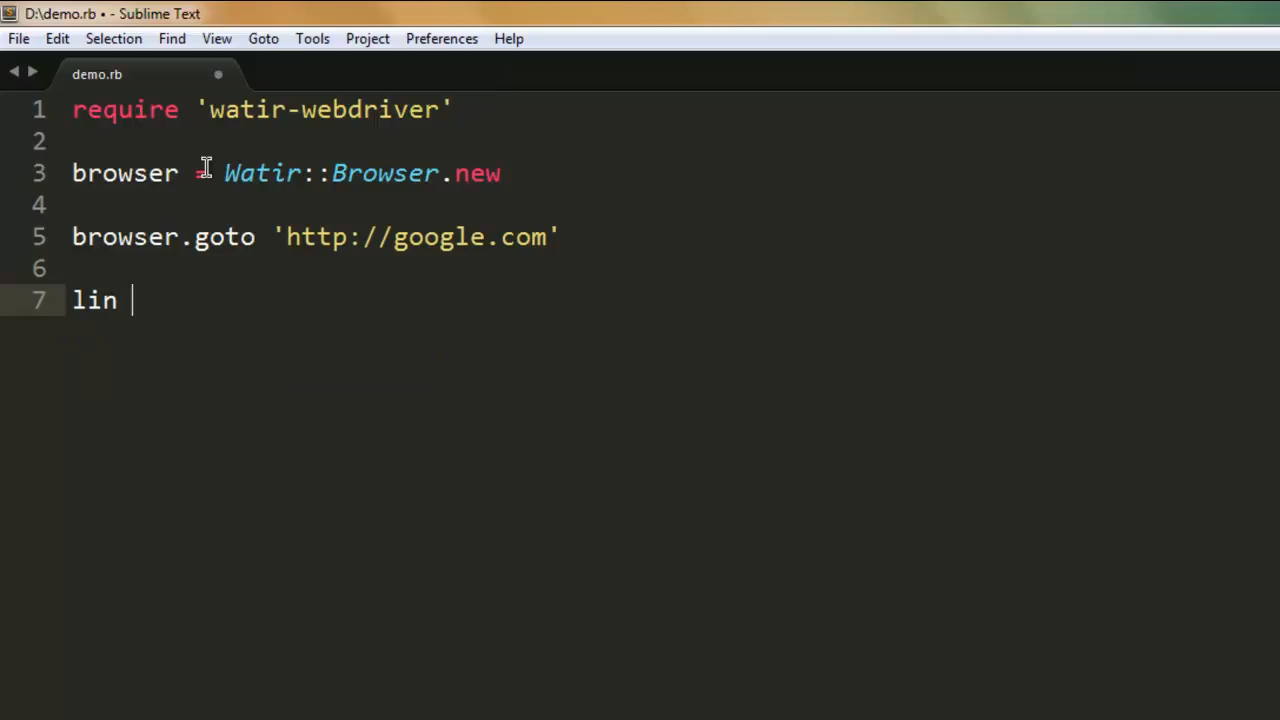 D:\demo.rb • - Sublime Text
File Edit Selection Find View Goto Tools Project Preferences Help
demo.rb
1 require 'watir-webdriver'
2
3 browser = Watir::Browser.new
4
5 browser.goto 'http://google.com'
6
7 lin